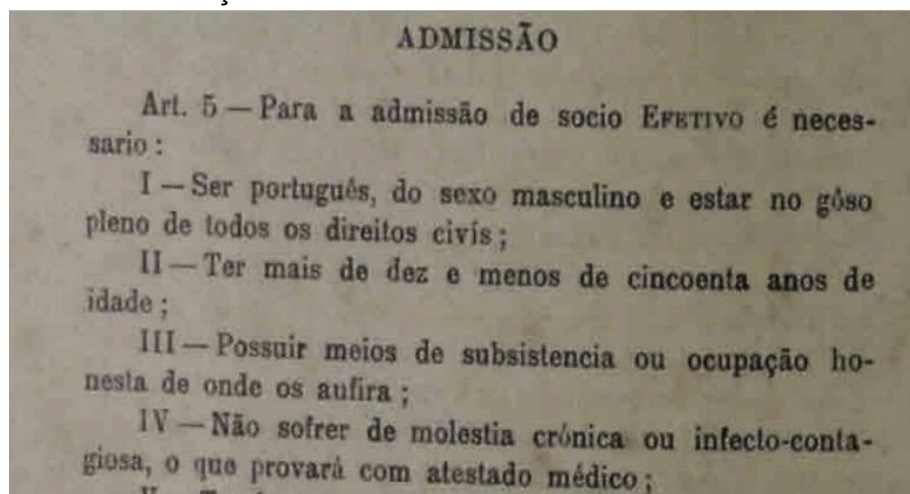 ADMISSÃO
Art. 5 — Para a admissão de socio EFETIVO é neces-
sario :
I — Ser português, do sexo masculino e estar no gôso
pleno de todos os direitos civís ;
II — Ter mais de dez e menos de cincoenta anos de
idade ;
III — Possuir meios de subsistencia ou ocupação ho-
nesta de onde os aufira ;
IV — Não sofrer de molestia crónica ou infecto-conta-
giosa, o que provará com atestado médico ;